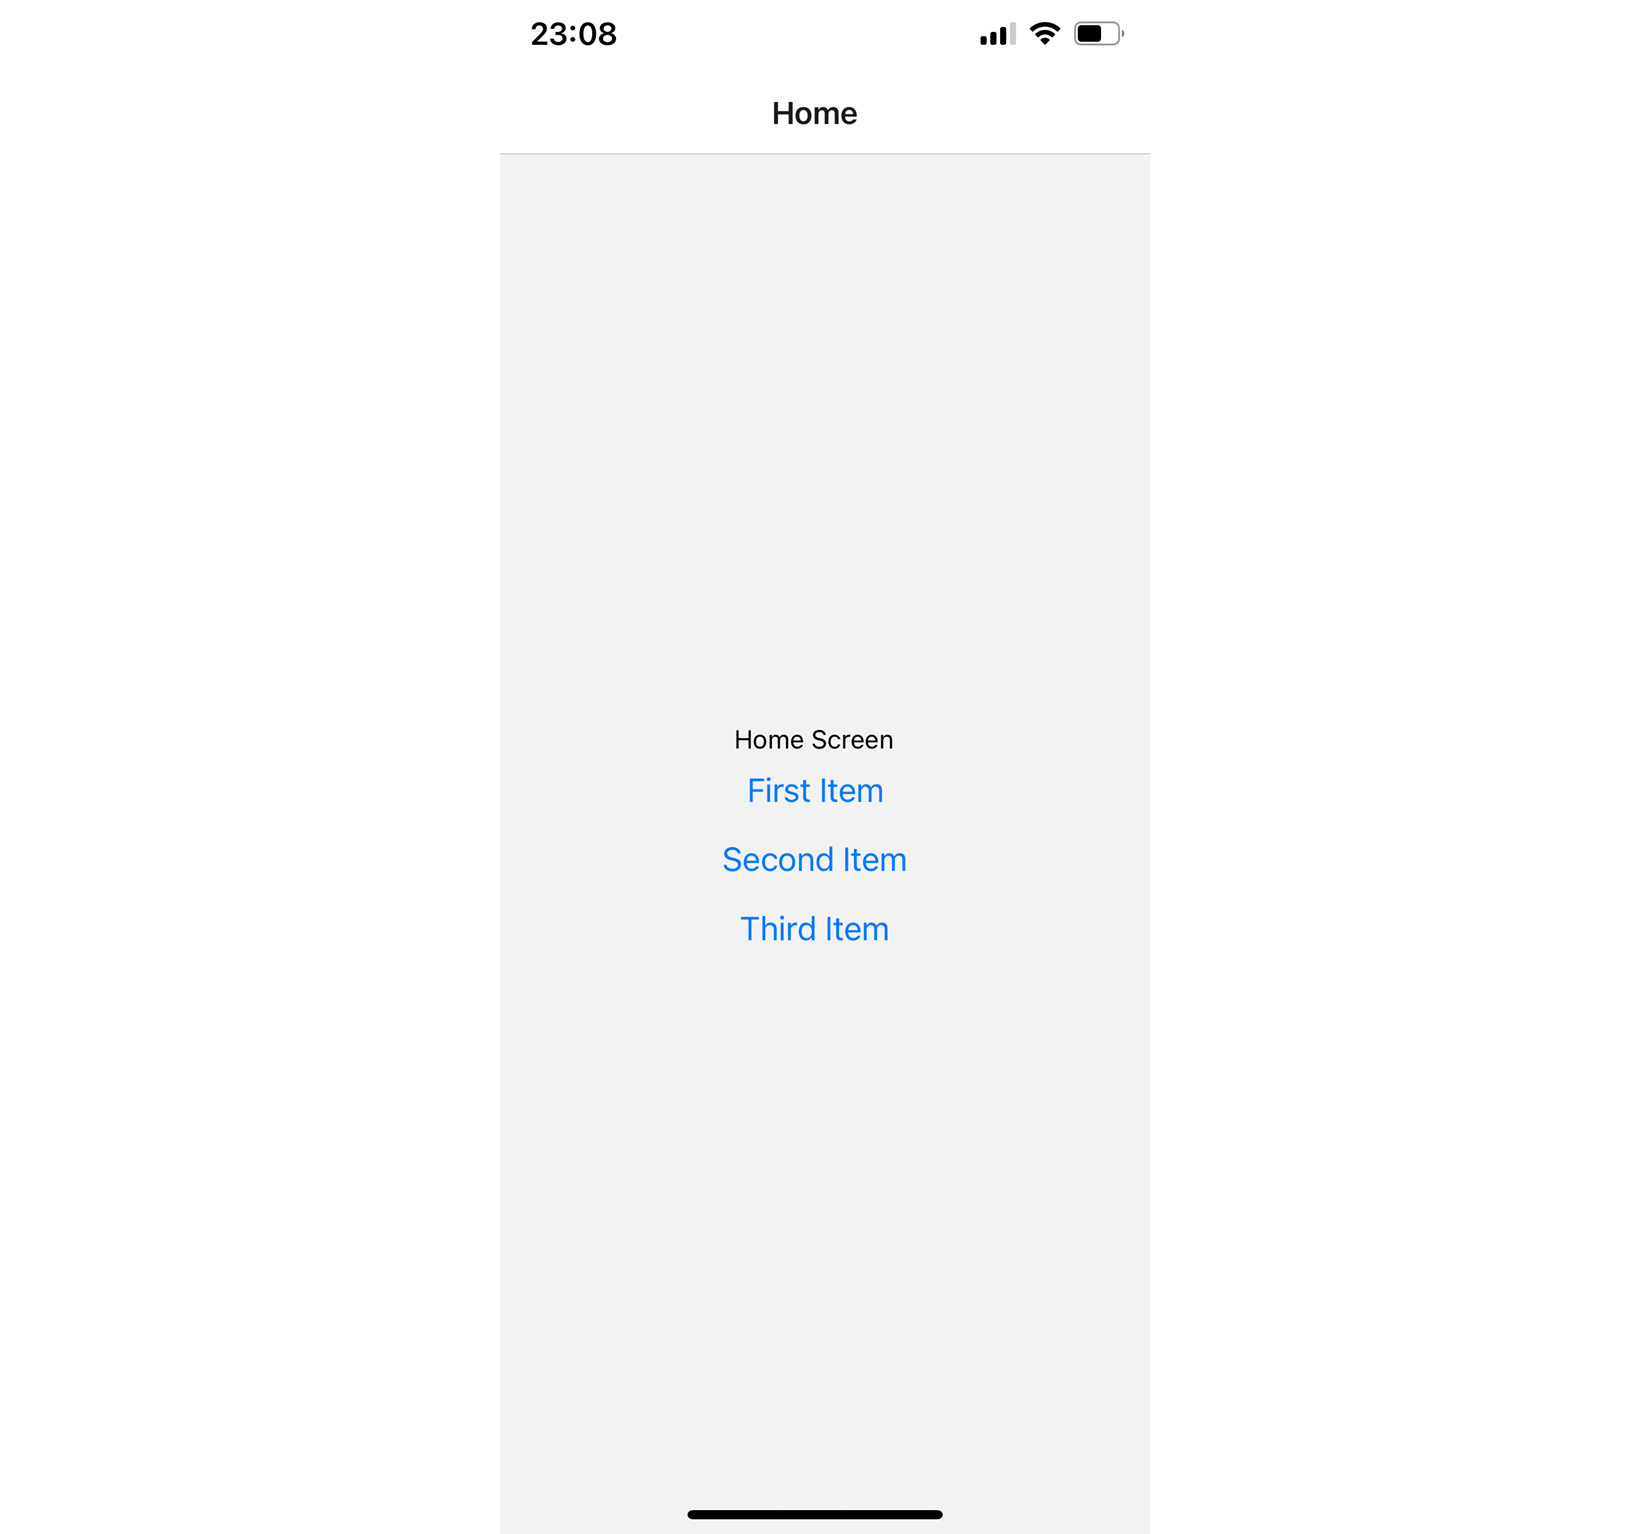 23:08
Home
Home Screen
First Item
Second Item
Third Item